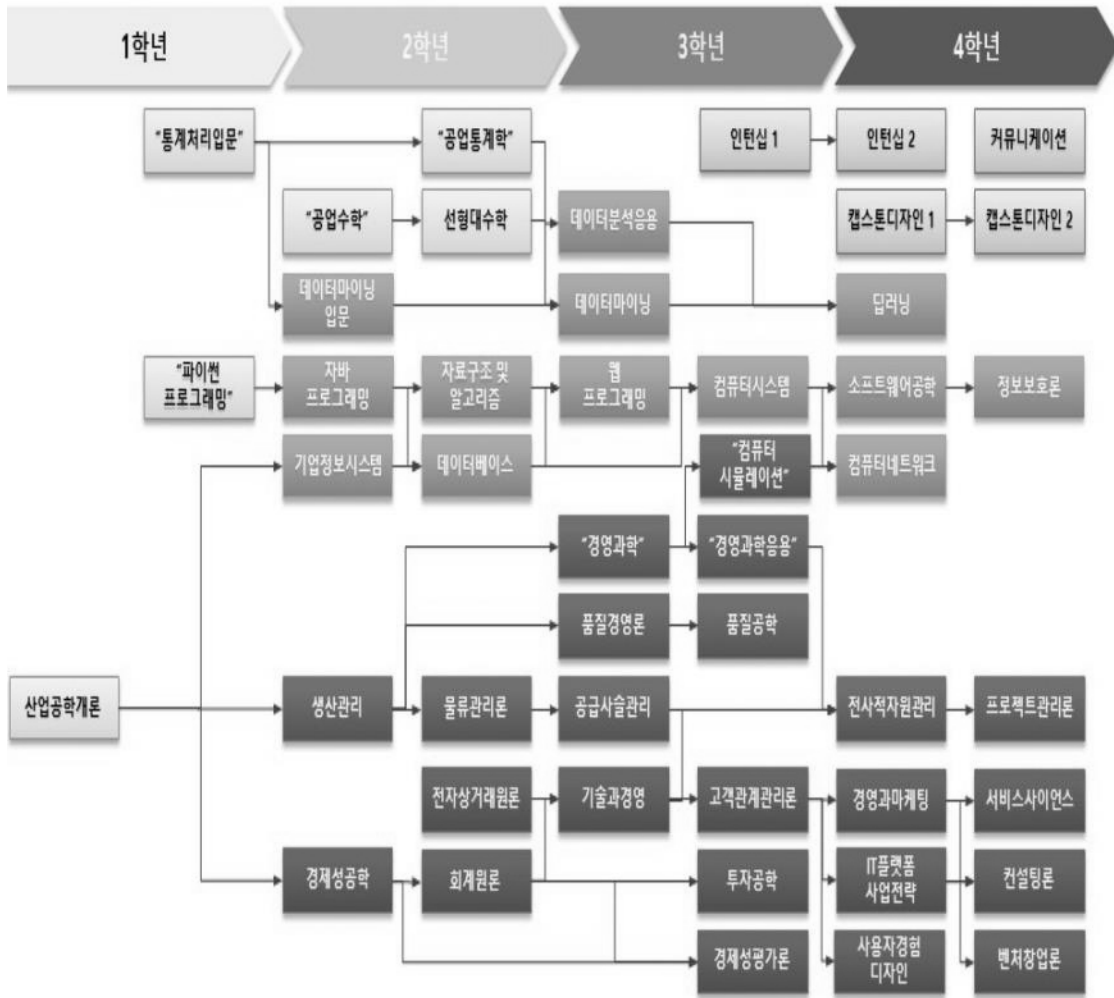 1학년
2학년
3학년
4학년
"통계처리입문"
"공업통계학"
인턴십 1
인턴십 2
커뮤니케이션
"공업수학"
선형대수학
데이터분석응용
캡스톤디자인 1
캡스톤디자인 2
데이터마이닝
입문
데이터마이닝
딥러닝
"파이썬
프로그래밍"
자바
프로그래밍
자료구조 및
알고리즘
웹
프로그래밍
컴퓨터시스템
소프트웨어공학
정보보호론
기업정보시스템
데이터베이스
"컴퓨터
시뮬레이션"
컴퓨터네트워크
"경영과학"
"경영과학응용"
품질경영론
품질공학
산업공학개론
생산관리
물류관리론
공급사슬관리
전사적자원관리
프로젝트관리론
전자상거래원론
기술과경영
고객관계관리론
경영과마케팅
서비스사이언스
경제성공학
회계원론
투자공학
IT플랫폼
사업전략
컨설팅론
경제성평가론
사용자경험
디자인
벤처창업론